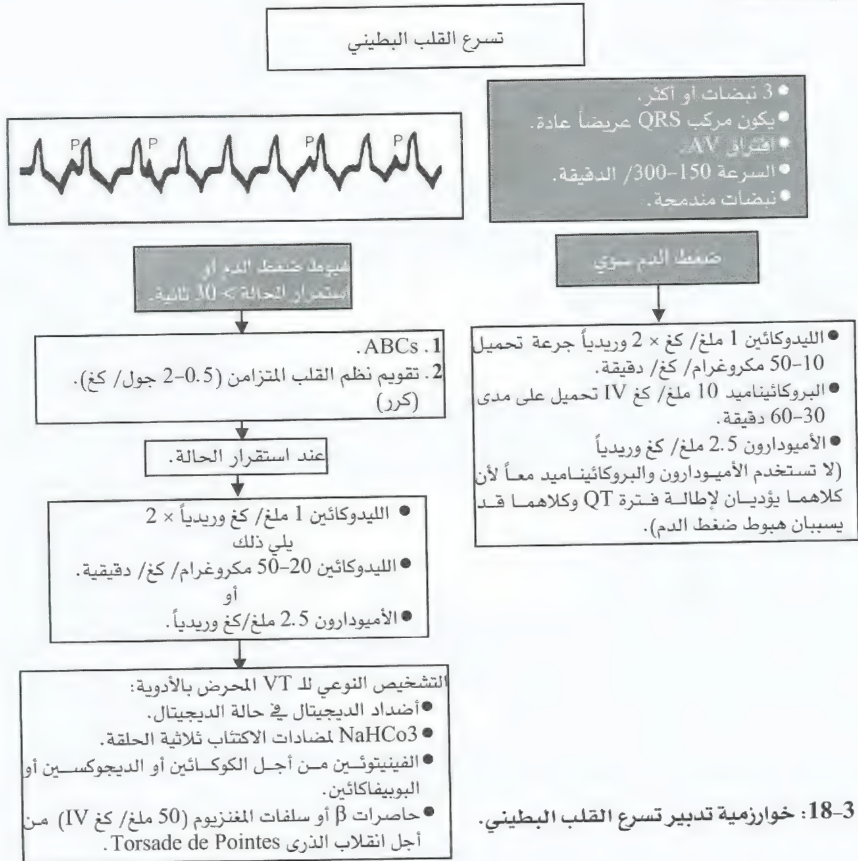 تسرع القلب البطيني
● 3 نبضات أو أكثر.
● يكون مركب QRS عريضاً عادة.
● افتراق AV.
● السرعة 150–300/ الدقيقة.
● نبضات مندمجة.
P P P P
هبوط ضغط الدم أو
استمرار الحالة > 30 ثانية.
ضغط الدم سوي
1. ABCs.
2. تقويم نظم القلب المتزامن (0.5–2 جول/ كغ).
(كرر)
عند استقرار الحالة.
● الليدوكائين 1 ملغ/ كغ وريدياً × 2
يلي ذلك
● الليدوكائين 20–50 مكروغرام/ كغ/ دقيقية.
أو
● الأميودارون 2.5 ملغ/كغ وريدياً.
التشخيص النوعي للـ VT المحرض بالأدوية:
● أضداد الديجيتال في حالة الديجيتال.
● NaHCo3 لمضادات الاكتئاب ثلاثية الحلقة.
● الفينيتوئين من أجل الكوكائين أو الديجوكسين أو
البوبيفاكائين.
● حاصرات β أو سلفات المغنزيوم (50 ملغ/ كغ IV) من
أجل انقلاب الذرى Torsade de Pointes.
● الليدوكائين 1 ملغ/ كغ × 2 وريدياً جرعة تحميل
10–50 مكروغرام/ كغ/ دقيقة.
● البروكائيناميد 10 ملغ/ كغ IV تحميل على مدى
30–60 دقيقة.
● الأميودارون 2.5 ملغ/ كغ وريدياً
(لا تستخدم الأميودارون والبروكائيناميد معاً لأن
كلاهما يؤديان لإطالة فترة QT وكلاهما قد
يسببان هبوط ضغط الدم).
18-3: خوارزمية تدبير تسرع القلب البطيني.